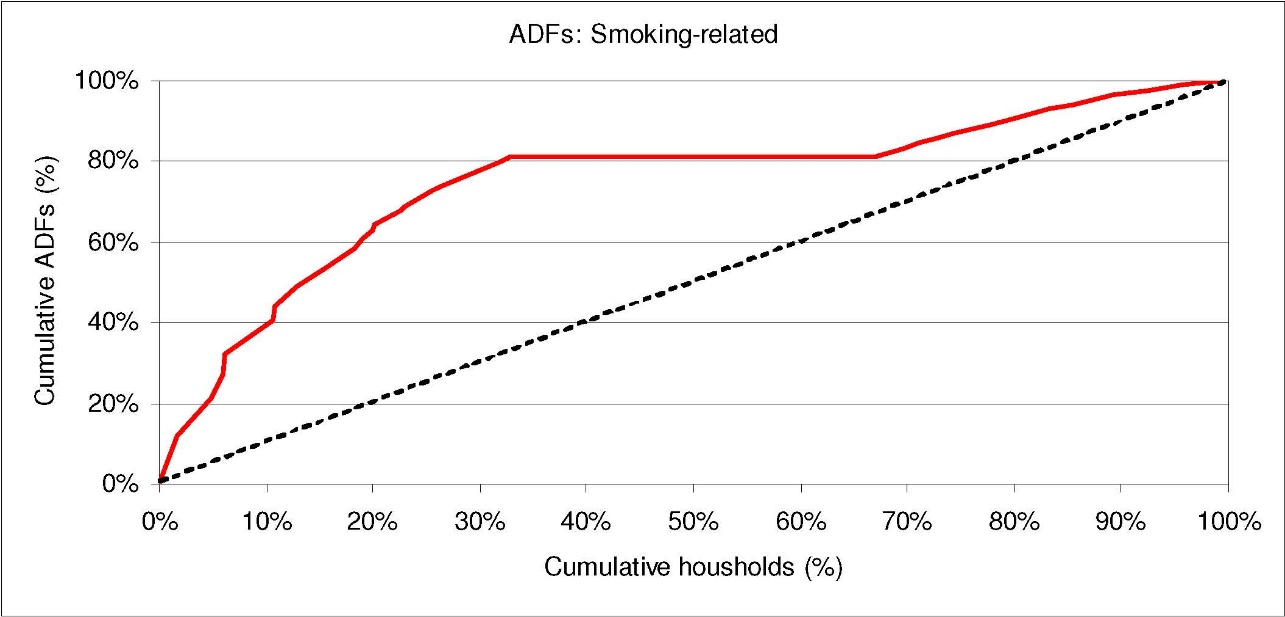 ADFs: Smoking-related
100%
80%
60%
40%
20%
0%
Cumulative ADFs (%)
0% 10% 20% 30% 40% 50% 60% 70% 80% 90% 100%
Cumulative housholds (%)